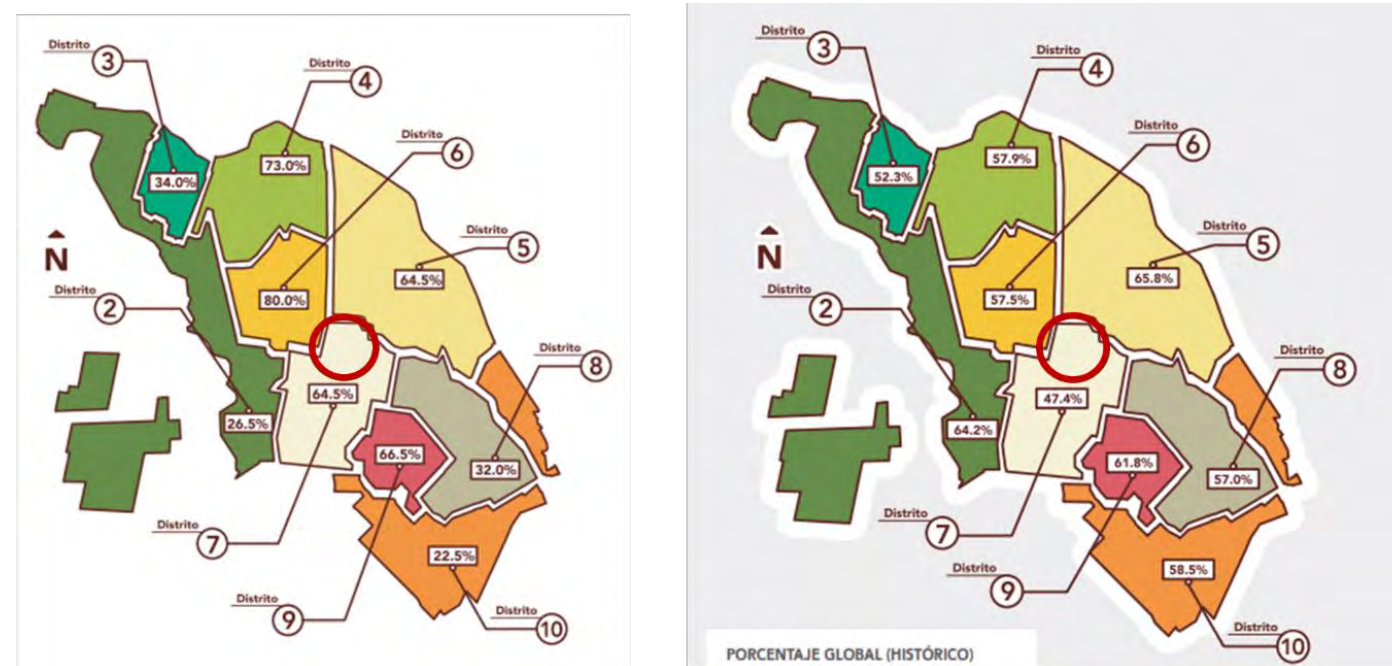 Distrito
3
Distrito
4
Distrito
6
73.0%
34.0%
N
Distrito
5
64.5%
Distrito
2
80.0%
Distrito
8
64.5%
26.5%
66.5%
32.0%
Distrito
7
22.5%
Distrito
9
Distrito
10
Distrito
3
Distrito
4
Distrito
6
57.9%
52.3%
N
Distrito
5
65.8%
Distrito
2
57.5%
Distrito
8
47.4%
64.2%
61.8%
57.0%
Distrito
7
58.5%
Distrito
9
Distrito
10
PORCENTAJE GLOBAL (HISTÓRICO)